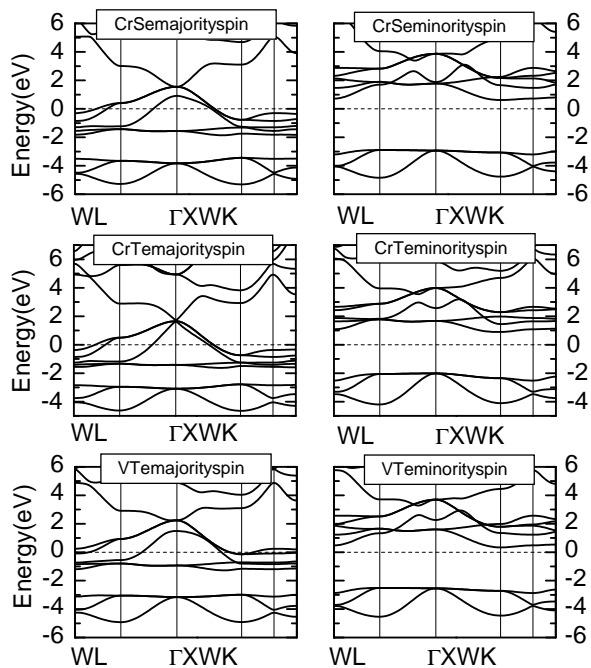 CrSemajorityspin
CrSeminorityspin
Energy(eV)
6
4
2
0
-2
-4
-6
6
4
2
0
-2
-4
-6
WL ΓXWK
WL ΓXWK
CrTemajorityspin
CrTeminorityspin
Energy(eV)
6
4
2
0
-2
-4
6
4
2
0
-2
-4
WL ΓXWK
WL ΓXWK
VTemajorityspin
VTeminorityspin
Energy(eV)
6
4
2
0
-2
-4
-6
6
4
2
0
-2
-4
-6
WL ΓXWK
WL ΓXWK